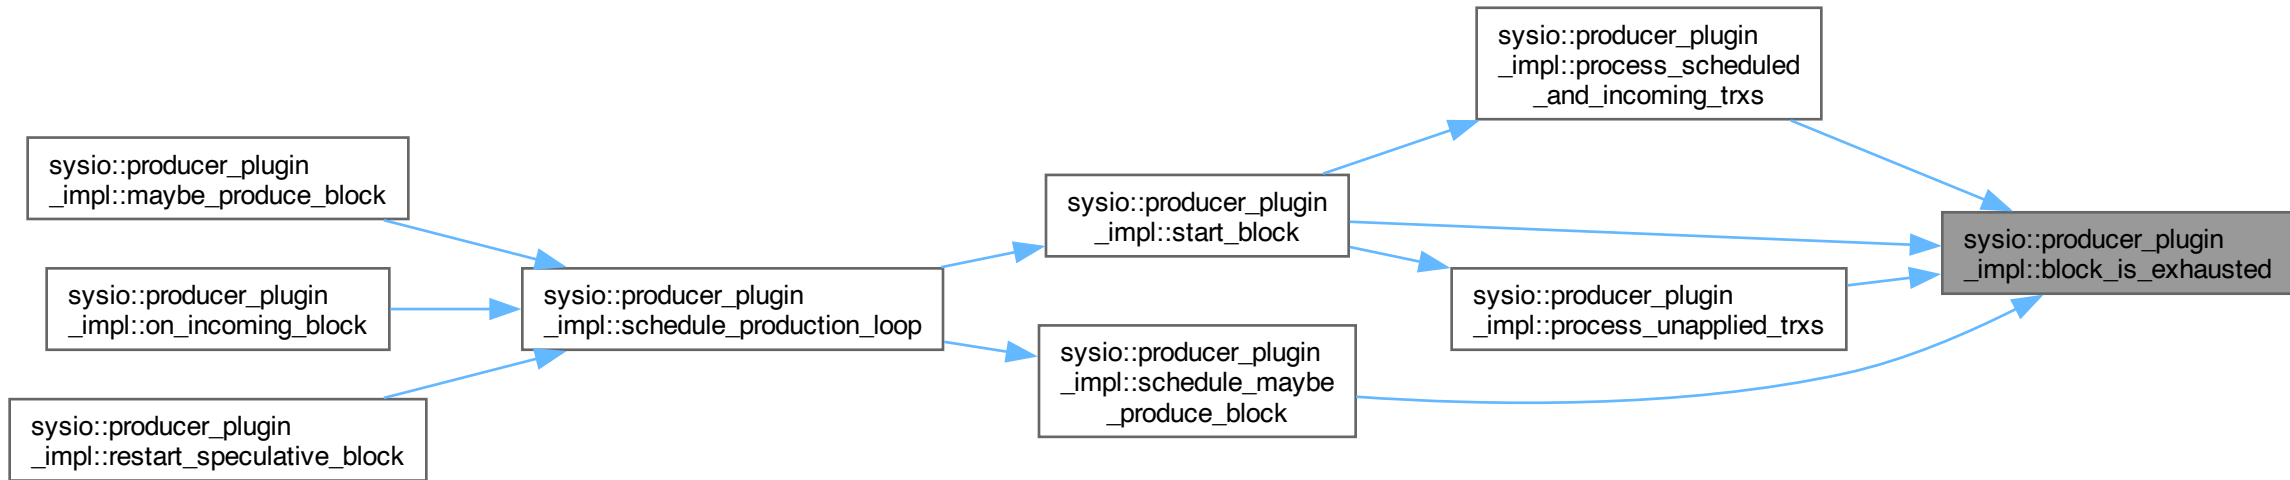 sysio::producer_plugin
_impl::maybe_produce_block
sysio::producer_plugin
_impl::on_incoming_block
sysio::producer_plugin
_impl::restart_speculative_block
sysio::producer_plugin
_impl::schedule_production_loop
sysio::producer_plugin
_impl::start_block
sysio::producer_plugin
_impl::schedule_maybe
_produce_block
sysio::producer_plugin
_impl::process_scheduled
_and_incoming_trxs
sysio::producer_plugin
_impl::process_unapplied_trxs
sysio::producer_plugin
_impl::block_is_exhausted